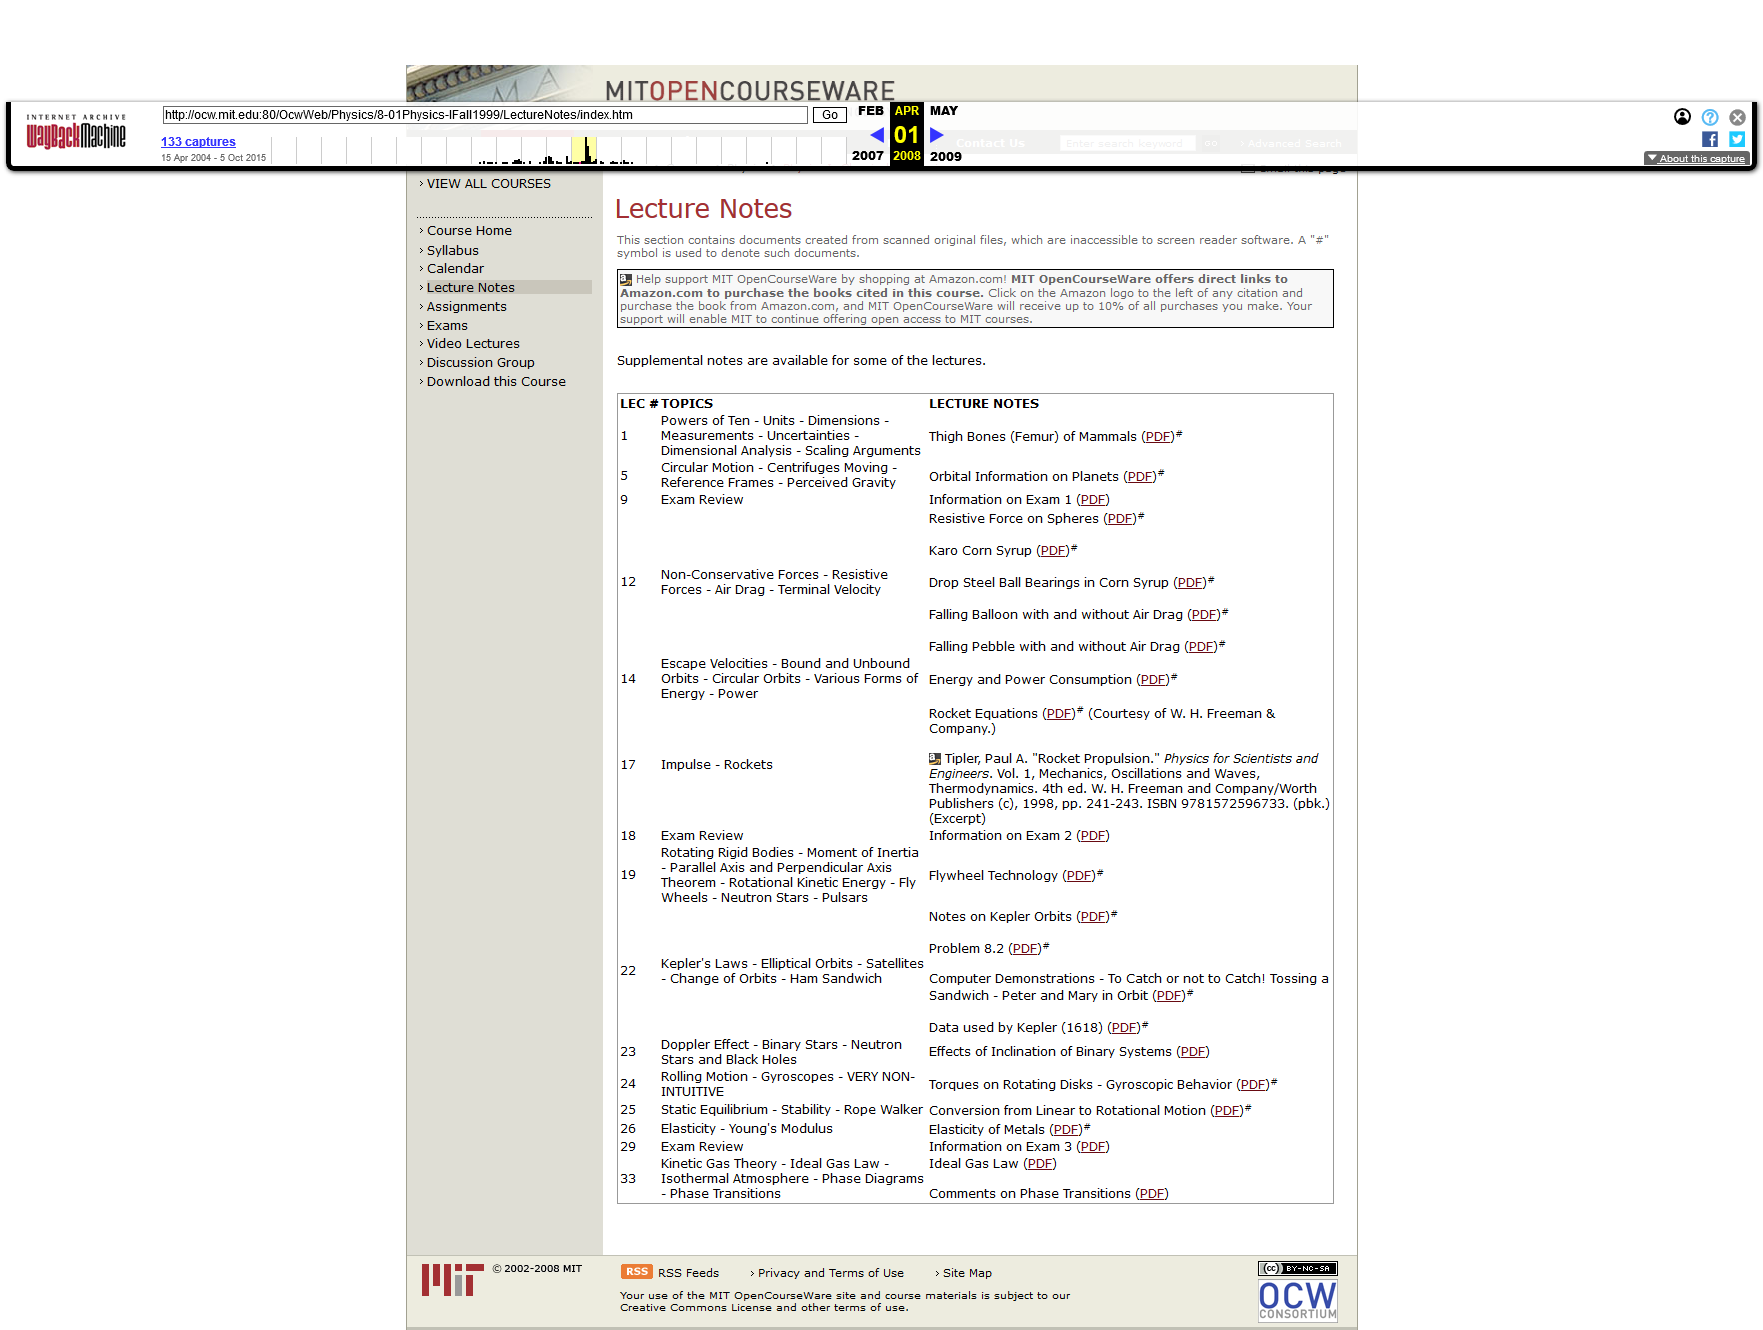 MITOPENCOURSEWARE
INTERNET ARCHIVE
WayBackMachine
http://ocw.mit.edu:80/OcwWeb/Physics/8-01Physics-IFall1999/LectureNotes/index.htm
Go
FEB APR MAY
133 captures
01
15 Apr 2004 - 5 Oct 2015
2007 2008 2009
Contact Us
Enter search keyword
Advanced Search
About this capture
VIEW ALL COURSES
Course Home
Syllabus
Calendar
Lecture Notes
Assignments
Exams
Video Lectures
Discussion Group
Download this Course
Lecture Notes
This section contains documents created from scanned original files, which are inaccessible to screen reader software. A "#"
symbol is used to denote such documents.
Help support MIT OpenCourseWare by shopping at Amazon.com! MIT OpenCourseWare offers direct links to
Amazon.com to purchase the books cited in this course. Click on the Amazon logo to the left of any citation and
purchase the book from Amazon.com, and MIT OpenCourseWare will receive up to 10% of all purchases you make. Your
support will enable MIT to continue offering open access to MIT courses.
Supplemental notes are available for some of the lectures.
LEC # TOPICS LECTURE NOTES
1
Powers of Ten - Units - Dimensions -
Measurements - Uncertainties -
Dimensional Analysis - Scaling Arguments
Thigh Bones (Femur) of Mammals (PDF)#
5
Circular Motion - Centrifuges Moving -
Reference Frames - Perceived Gravity
Orbital Information on Planets (PDF)#
9 Exam Review Information on Exam 1 (PDF)
12
Non-Conservative Forces - Resistive
Forces - Air Drag - Terminal Velocity
Resistive Force on Spheres (PDF)#
Karo Corn Syrup (PDF)#
Drop Steel Ball Bearings in Corn Syrup (PDF)#
Falling Balloon with and without Air Drag (PDF)#
Falling Pebble with and without Air Drag (PDF)#
14
Escape Velocities - Bound and Unbound
Orbits - Circular Orbits - Various Forms of
Energy - Power
Energy and Power Consumption (PDF)#
17 Impulse - Rockets
Rocket Equations (PDF)# (Courtesy of W. H. Freeman &
Company.)
Tipler, Paul A. "Rocket Propulsion." Physics for Scientists and
Engineers. Vol. 1, Mechanics, Oscillations and Waves,
Thermodynamics. 4th ed. W. H. Freeman and Company/Worth
Publishers (c), 1998, pp. 241-243. ISBN 9781572596733. (pbk.)
(Excerpt)
18 Exam Review Information on Exam 2 (PDF)
19
Rotating Rigid Bodies - Moment of Inertia
- Parallel Axis and Perpendicular Axis
Theorem - Rotational Kinetic Energy - Fly
Wheels - Neutron Stars - Pulsars
Flywheel Technology (PDF)#
22
Kepler's Laws - Elliptical Orbits - Satellites
- Change of Orbits - Ham Sandwich
Notes on Kepler Orbits (PDF)#
Problem 8.2 (PDF)#
Computer Demonstrations - To Catch or not to Catch! Tossing a
Sandwich - Peter and Mary in Orbit (PDF)#
Data used by Kepler (1618) (PDF)#
23
Doppler Effect - Binary Stars - Neutron
Stars and Black Holes
Effects of Inclination of Binary Systems (PDF)
24
Rolling Motion - Gyroscopes - VERY NON-
INTUITIVE
Torques on Rotating Disks - Gyroscopic Behavior (PDF)#
25 Static Equilibrium - Stability - Rope Walker Conversion from Linear to Rotational Motion (PDF)#
26 Elasticity - Young's Modulus Elasticity of Metals (PDF)#
29 Exam Review Information on Exam 3 (PDF)
33
Kinetic Gas Theory - Ideal Gas Law -
Isothermal Atmosphere - Phase Diagrams
- Phase Transitions
Ideal Gas Law (PDF)
Comments on Phase Transitions (PDF)
MIT © 2002-2008 MIT
RSS RSS Feeds Privacy and Terms of Use Site Map
Your use of the MIT OpenCourseWare site and course materials is subject to our
Creative Commons License and other terms of use.
cc BY-NC-SA
OCW
CONSORTIUM